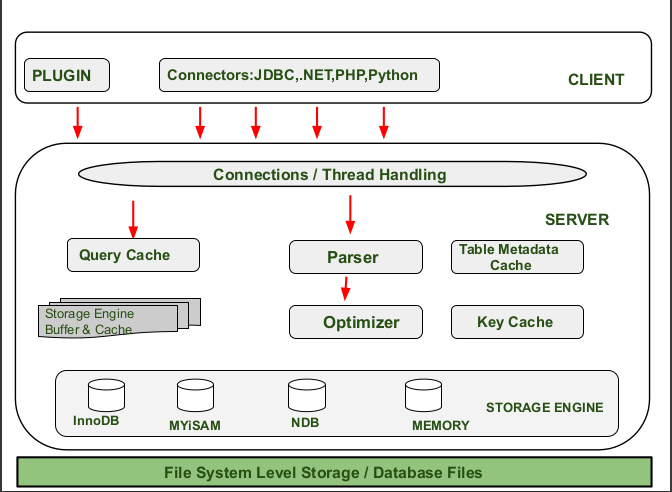 PLUGIN
Connectors:JDBC,.NET,PHP,Python
CLIENT
Connections / Thread Handling
SERVER
Query Cache
Parser
Table Metadata
Cache
Storage Engine
Buffer & Cache
Optimizer
Key Cache
InnoDB
MYiSAM
NDB
MEMORY
STORAGE ENGINE
File System Level Storage / Database Files